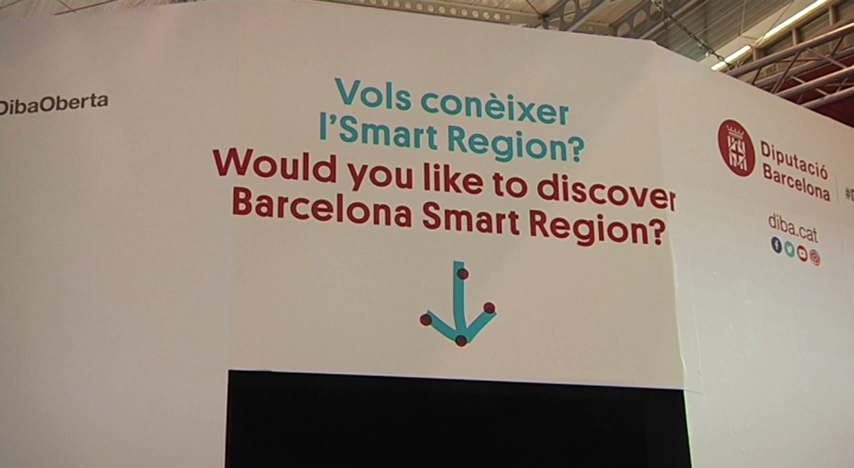 DibaOberta
Vols conèixer
l'Smart Region?
Would you like to discover
Barcelona Smart Region?
Diputació
Barcelona
diba.cat